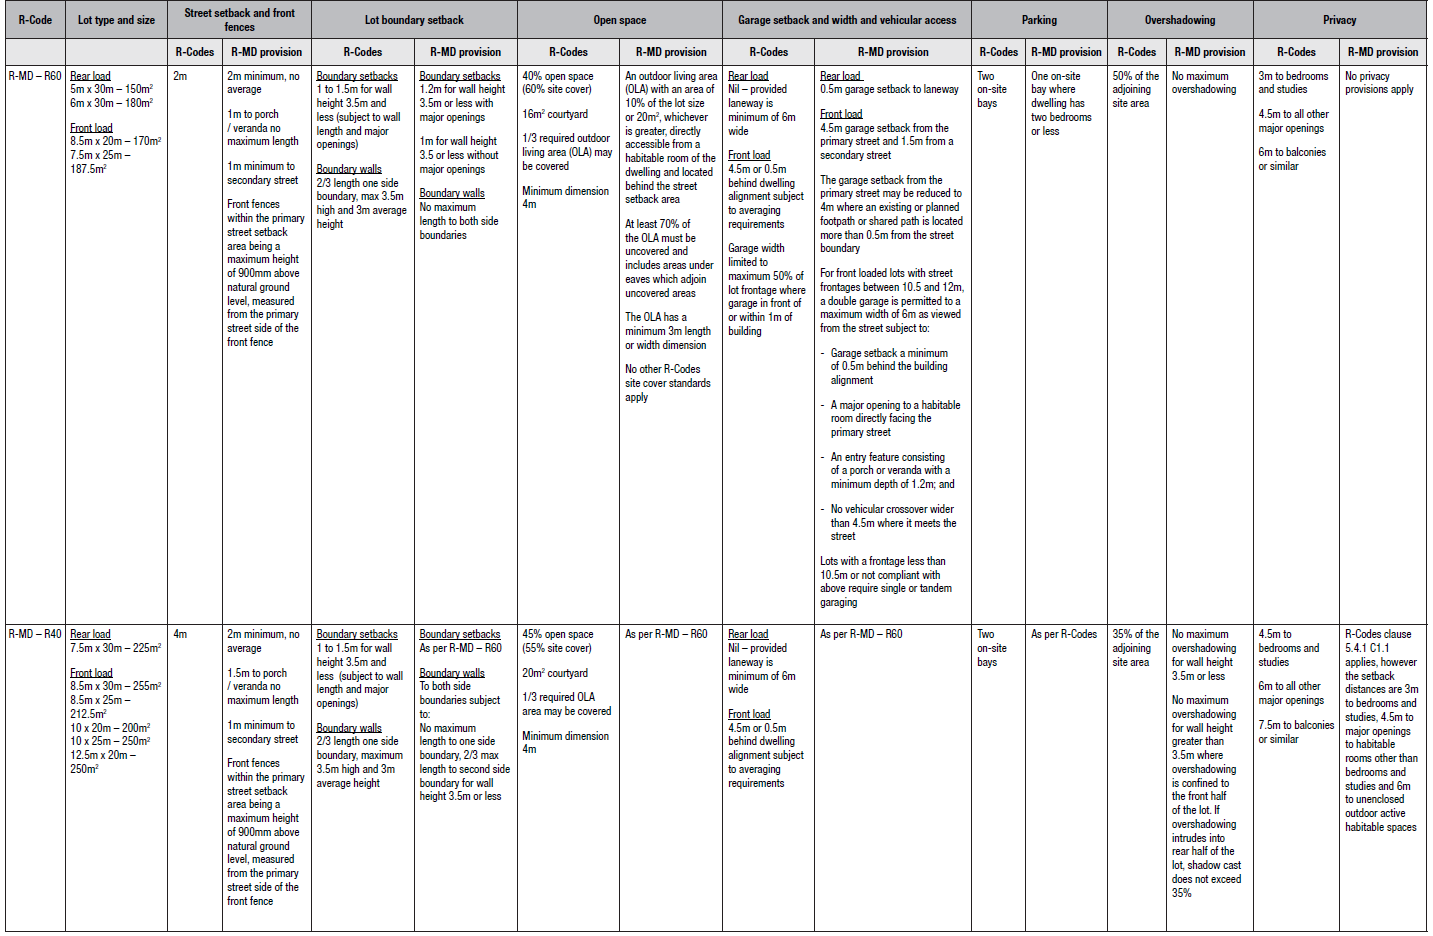 R-Code
Lot type and size
Street setback and front
fences
Lot boundary setback
Open space
Garage setback and width and vehicular access
Parking
Overshadowing
Privacy
R-Codes
R-MD provision
R-Codes
R-MD provision
R-Codes
R-MD provision
R-Codes
R-MD provision
R-Codes
R-MD provision
R-Codes
R-MD provision
R-Codes
R-MD provision
R-MD – R60
Rear load
5m x 30m – 150m²
6m x 30m – 180m²
Front load
8.5m x 20m – 170m²
7.5m x 25m –
187.5m²
2m
2m minimum, no
average
1m to porch
/ veranda no
maximum length
1m minimum to
secondary street
Front fences
within the primary
street setback
area being a
maximum height
of 900mm above
natural ground
level, measured
from the primary
street side of the
front fence
Boundary setbacks
1 to 1.5m for wall
height 3.5m and
less (subject to wall
length and major
openings)
Boundary walls
2/3 length one side
boundary, max 3.5m
high and 3m average
height
Boundary setbacks
1.2m for wall height
3.5m or less with
major openings
1m for wall height
3.5 or less without
major openings
Boundary walls
No maximum
length to both side
boundaries
40% open space
(60% site cover)
16m² courtyard
1/3 required outdoor
living area (OLA) may
be covered
Minimum dimension
4m
An outdoor living area
(OLA) with an area of
10% of the lot size
or 20m², whichever
is greater, directly
accessible from a
habitable room of the
dwelling and located
behind the street
setback area
At least 70% of
the OLA must be
uncovered and
includes areas under
eaves which adjoin
uncovered areas
The OLA has a
minimum 3m length
or width dimension
No other R-Codes
site cover standards
apply
Rear load
Nil – provided
laneway is
minimum of 6m
wide
Front load
4.5m or 0.5m
behind dwelling
alignment subject
to averaging
requirements
Garage width
limited to
maximum 50% of
lot frontage where
garage in front of
or within 1m of
building
Rear load
0.5m garage setback to laneway
Front load
4.5m garage setback from the
primary street and 1.5m from a
secondary street
The garage setback from the
primary street may be reduced to
4m where an existing or planned
footpath or shared path is located
more than 0.5m from the street
boundary
For front loaded lots with street
frontages between 10.5 and 12m,
a double garage is permitted to a
maximum width of 6m as viewed
from the street subject to:
- Garage setback a minimum
of 0.5m behind the building
alignment
- A major opening to a habitable
room directly facing the
primary street
- An entry feature consisting
of a porch or veranda with a
minimum depth of 1.2m; and
- No vehicular crossover wider
than 4.5m where it meets the
street
Lots with a frontage less than
10.5m or not compliant with
above require single or tandem
garaging
Two
on-site
bays
One on-site
bay where
dwelling has
two bedrooms
or less
50% of the
adjoining
site area
No maximum
overshadowing
3m to bedrooms
and studies
4.5m to all other
major openings
6m to balconies
or similar
No privacy
provisions apply
R-MD – R40
Rear load
7.5m x 30m – 225m²
Front load
8.5m x 30m – 255m²
8.5m x 25m –
212.5m²
10 x 20m – 200m²
10 x 25m – 250m²
12.5m x 20m –
250m²
4m
2m minimum, no
average
1.5m to porch
/ veranda no
maximum length
1m minimum to
secondary street
Front fences
within the primary
street setback
area being a
maximum height
of 900mm above
natural ground
level, measured
from the primary
street side of the
front fence
Boundary setbacks
1 to 1.5m for wall
height 3.5m and
less (subject to wall
length and major
openings)
Boundary walls
2/3 length one side
boundary, maximum
3.5m high and 3m
average height
Boundary setbacks
As per R-MD – R60
Boundary walls
To both side
boundaries subject
to:
No maximum
length to one side
boundary, 2/3 max
length to second side
boundary for wall
height 3.5m or less
45% open space
(55% site cover)
20m² courtyard
1/3 required OLA
area may be covered
Minimum dimension
4m
As per R-MD – R60
Rear load
Nil – provided
laneway is
minimum of 6m
wide
Front load
4.5m or 0.5m
behind dwelling
alignment subject
to averaging
requirements
As per R-MD – R60
Two
on-site
bays
As per R-Codes
35% of the
adjoining
site area
No maximum
overshadowing
for wall height
3.5m or less
No maximum
overshadowing
for wall height
greater than
3.5m where
overshadowing
is confined to
the front half
of the lot. If
overshadowing
intrudes into
rear half of the
lot, shadow cast
does not exceed
35%
4.5m to
bedrooms and
studies
6m to all other
major openings
7.5m to balconies
or similar
R-Codes clause
5.4.1 C1.1
applies, however
the setback
distances are 3m
to bedrooms and
studies, 4.5m to
major openings
to habitable
rooms other than
bedrooms and
studies and 6m
to unenclosed
outdoor active
habitable spaces